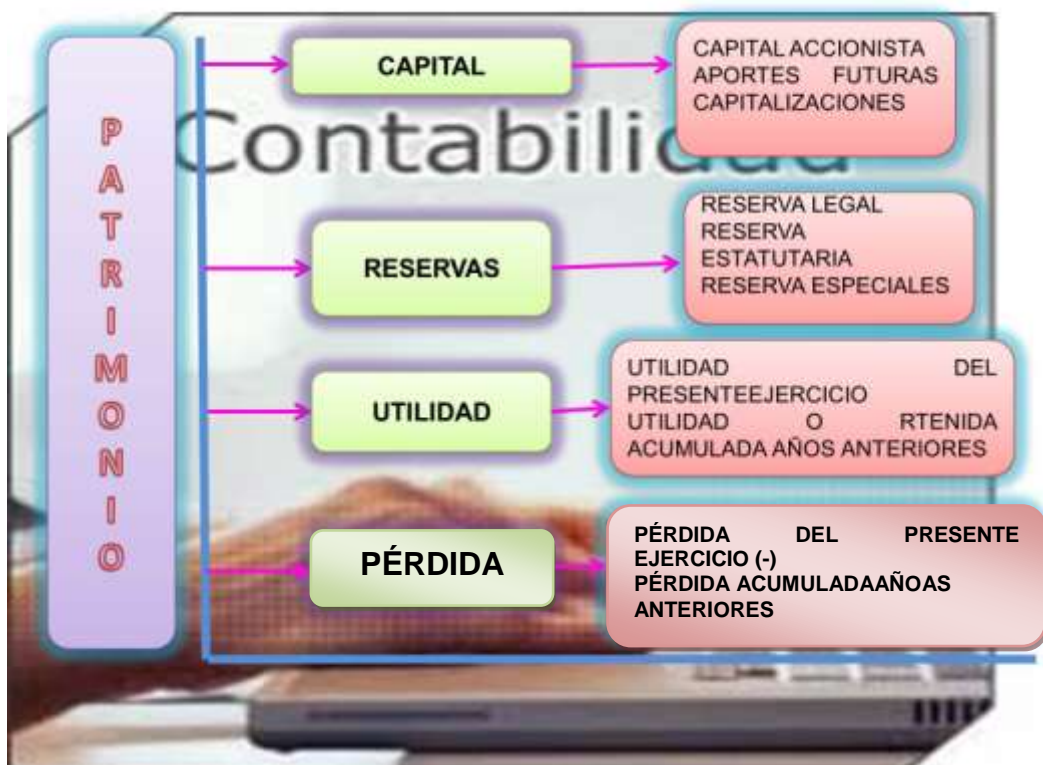 PATRIMONIO
Contabilidad
CAPITAL
CAPITAL ACCIONISTA
APORTES FUTURAS
CAPITALIZACIONES
RESERVAS
RESERVA LEGAL
RESERVA
ESTATUTARIA
RESERVA ESPECIALES
UTILIDAD
UTILIDAD DEL
PRESENTEEJERCICIO
UTILIDAD O RTENIDA
ACUMULADA AÑOS ANTERIORES
PÉRDIDA
PÉRDIDA DEL PRESENTE
EJERCICIO (-)
PÉRDIDA ACUMULADAAÑOAS
ANTERIORES